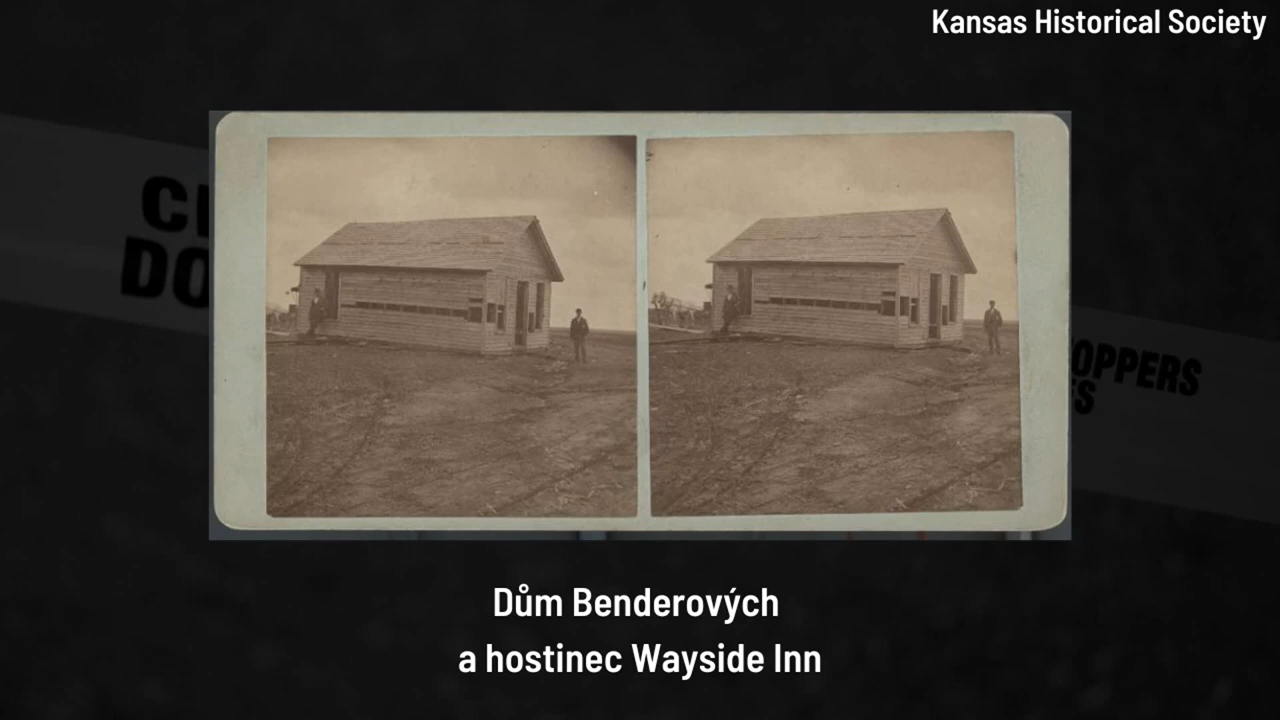 Kansas Historical Society
Dům Benderových
a hostinec Wayside Inn